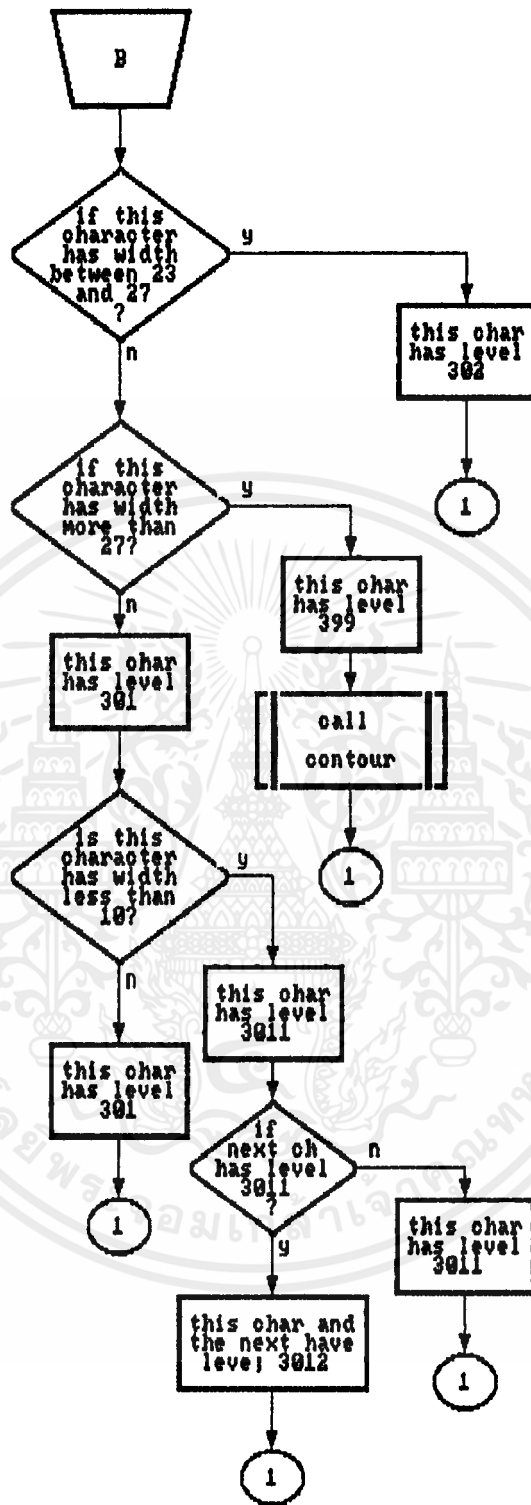 B
if this
character
has width
between 23
and 27
?
y
n
this char
has level
302
1
if this
character
has width
more than
27?
y
n
this char
has level
399
call
contour
1
this char
has level
301
is this
character
has width
less than
10?
y
n
this char
has level
3011
this char
has level
301
1
if
next ch
has level
3011
?
n
y
this char
has level
3011
1
this char and
the next have
leve; 3012
1